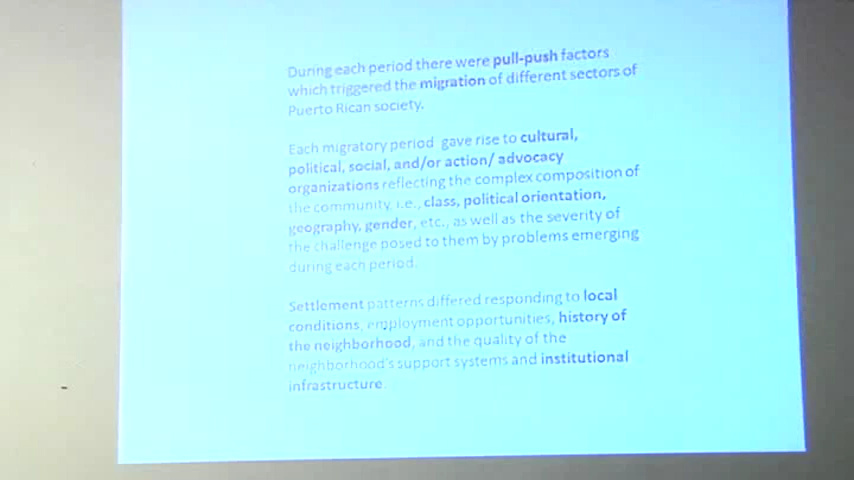 During each period there were pull-push factors
which triggered the migration of different sectors of
Puerto Rican society.
Each migratory period gave rise to cultural,
political, social, and/or action/ advocacy
organizations reflecting the complex composition of
the community, i.e., class, political orientation,
geography, gender, etc., as well as the severity of
the challenge posed to them by problems emerging
during each period.
Settlement patterns differed responding to local
conditions, employment opportunities, history of
the neighborhood, and the quality of the
neighborhood's support systems and institutional
infrastructure.